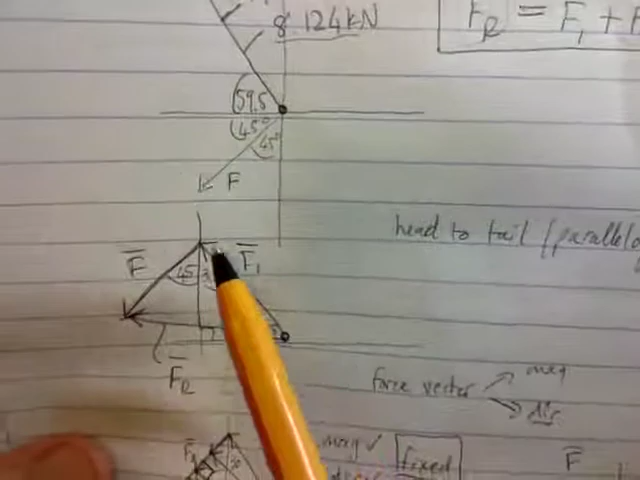 8.124kN
F_R = F_1 +
59.5
45°
45°
F
head to tail (parallelo
F
F_1
45
F_R
force vector
mag
dir
mag ✓
fixed
F